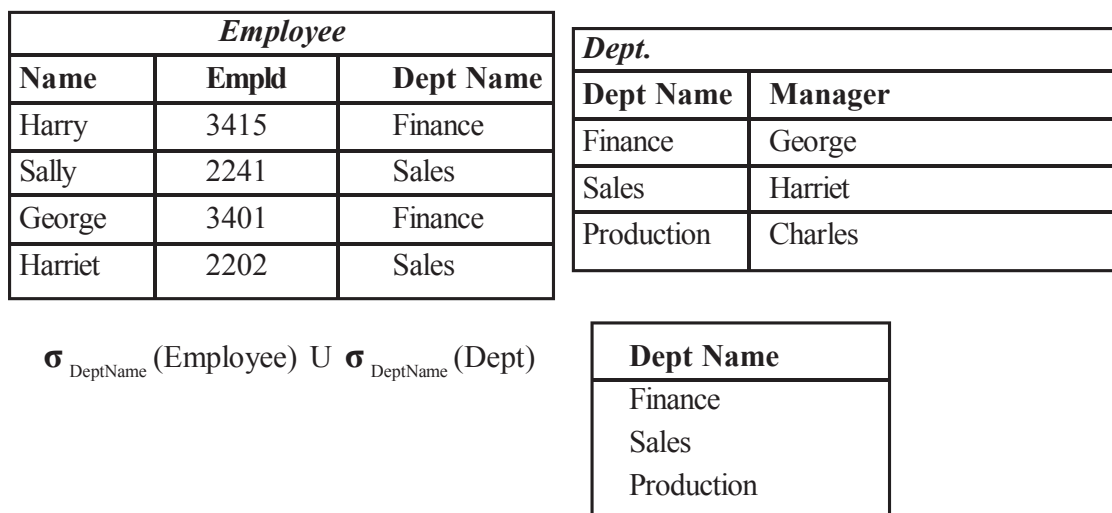 Employee
Name EmpId Dept Name
Harry 3415 Finance
Sally 2241 Sales
George 3401 Finance
Harriet 2202 Sales
Dept.
Dept Name Manager
Finance George
Sales Harriet
Production Charles
σ DeptName (Employee) U σ DeptName (Dept)
Dept Name
Finance
Sales
Production